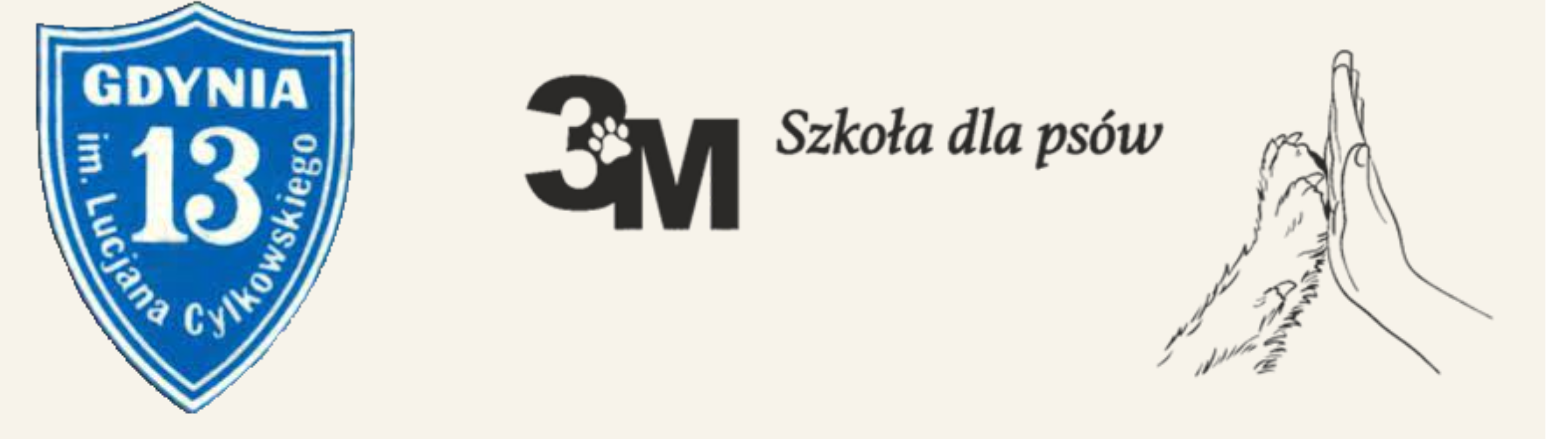 GDYNIA
13
im. Lucjana Cylkowskiego
3M
Szkoła dla psów